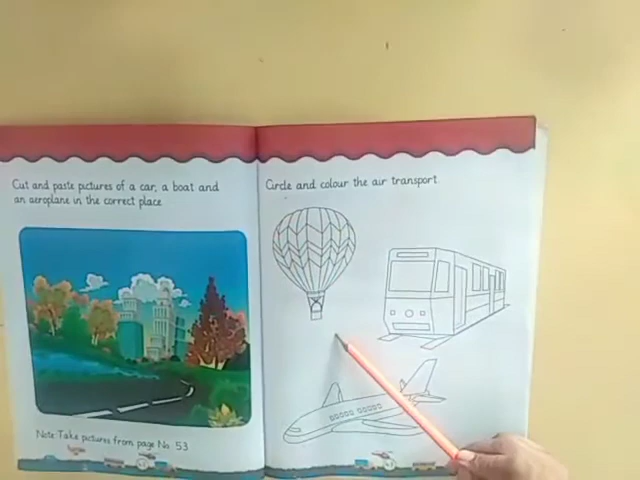 Cut and paste pictures of a car, a boat and
an aeroplane in the correct place
Note: Take pictures from page No. 53
Circle and colour the air transport.